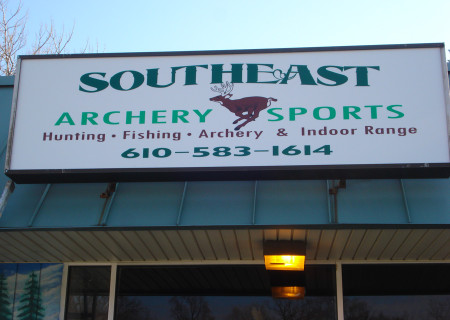 SOUTHEAST
ARCHERY SPORTS
Hunting • Fishing • Archery & Indoor Range
610-583-1614